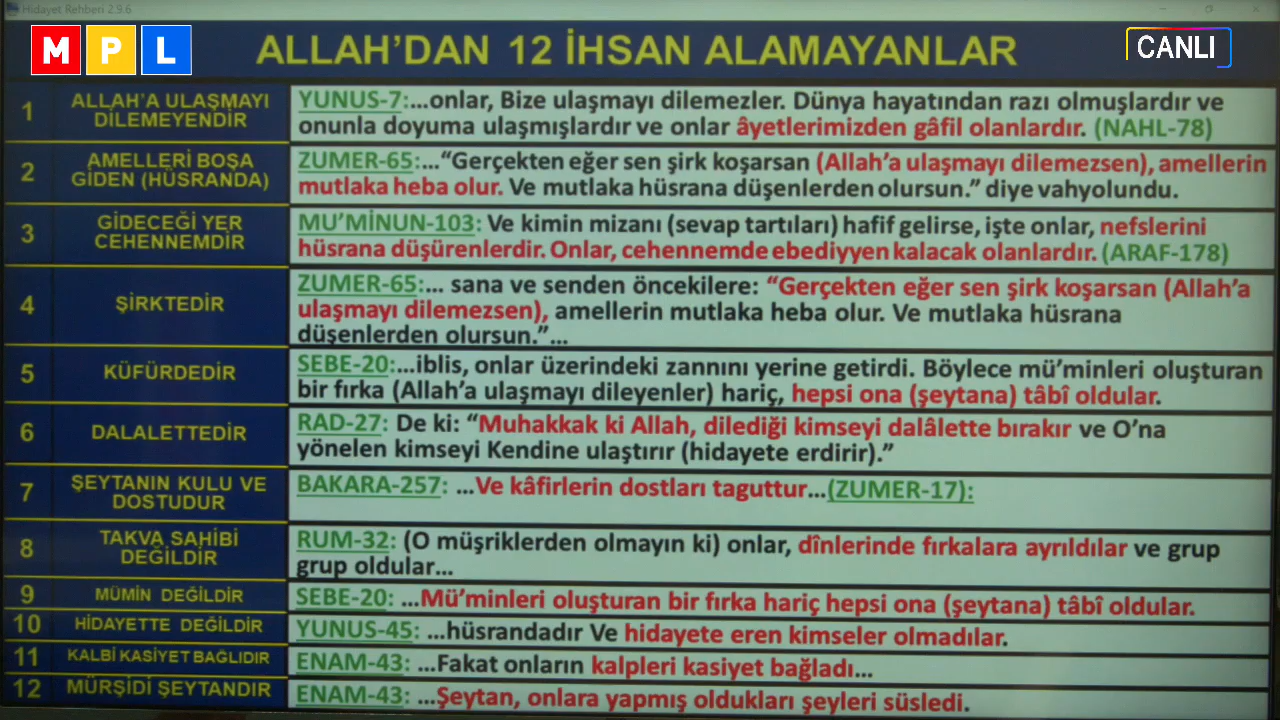 Hidayet Rehberi 2.9.6
MPL
CANLI
ALLAH'DAN 12 İHSAN ALAMAYANLAR
1
ALLAH'A ULAŞMAYI
DİLEMEYENDİR
YUNUS-7:...onlar, Bize ulaşmayı dilemezler. Dünya hayatından razı olmuşlardır ve
onunla doyuma ulaşmışlardır ve onlar âyetlerimizden gâfil olanlardır. (NAHL-78)
2
AMELLERİ BOŞA
GİDEN (HÜSRANDA)
ZUMER-65:...“Gerçekten eğer sen şirk koşarsan (Allah'a ulaşmayı dilemezsen), amellerin
mutlaka heba olur. Ve mutlaka hüsrana düşenlerden olursun.” diye vahyolundu.
3
GİDECEĞİ YER
CEHENNEMDİR
MU'MİNUN-103: Ve kimin mizanı (sevap tartıları) hafif gelirse, işte onlar, nefslerini
hüsrana düşürenlerdir. Onlar, cehennemde ebediyyen kalacak olanlardır. (ARAF-178)
4
ŞİRKTEDİR
ZUMER-65:... sana ve senden öncekilere: “Gerçekten eğer sen şirk koşarsan (Allah'a
ulaşmayı dilemezsen), amellerin mutlaka heba olur. Ve mutlaka hüsrana
düşenlerden olursun.”...
5
KÜFÜRDEDİR
SEBE-20:...iblis, onlar üzerindeki zannını yerine getirdi. Böylece mü'minleri oluşturan
bir fırka (Allah'a ulaşmayı dileyenler) hariç, hepsi ona (şeytana) tâbî oldular.
6
DALALETTEDİR
RAD-27: De ki: “Muhakkak ki Allah, dilediği kimseyi dalâlette bırakır ve O'na
yönelen kimseyi Kendine ulaştırır (hidayete erdirir).”
7
ŞEYTANIN KULU VE
DOSTUDUR
BAKARA-257: ...Ve kâfirlerin dostları taguttur...(ZUMER-17):
8
TAKVA SAHİBİ
DEĞİLDİR
RUM-32: (O müşriklerden olmayın ki) onlar, dînlerinde fırkalara ayrıldılar ve grup
grup oldular...
9
MÜMİN DEĞİLDİR
SEBE-20: ...Mü'minleri oluşturan bir fırka hariç hepsi ona (şeytana) tâbî oldular.
10
HİDAYETTE DEĞİLDİR
YUNUS-45: ...hüsrandadır Ve hidayete eren kimseler olmadılar.
11
KALBİ KASİYET BAĞLIDIR
ENAM-43: ...Fakat onların kalpleri kasiyet bağladı...
12
MÜRŞİDİ ŞEYTANDIR
ENAM-43: ...Şeytan, onlara yapmış oldukları şeyleri süsledi.